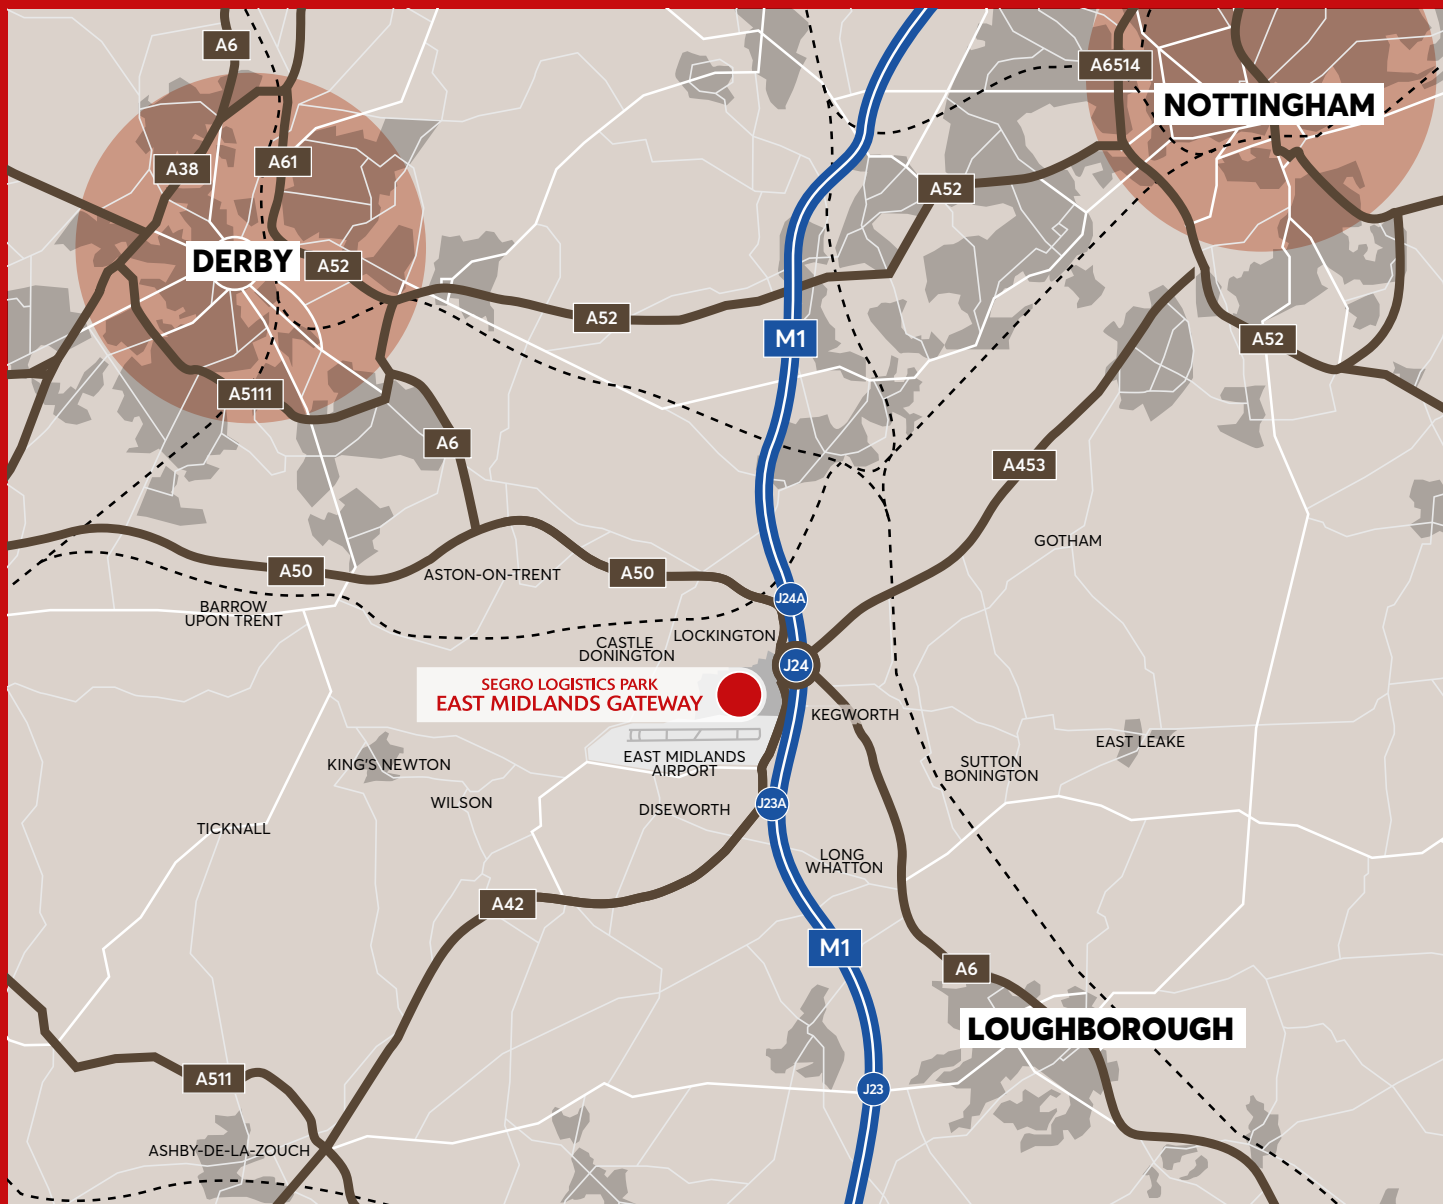 A6
A6514
NOTTINGHAM
A38
A61
A52
DERBY
A52
A52
M1
A52
A5111
A6
A453
GOTHAM
A50
ASTON-ON-TRENT
A50
J24A
BARROW
UPON TRENT
CASTLE
DONINGTON
LOCKINGTON
J24
SEGRO LOGISTICS PARK
EAST MIDLANDS GATEWAY
KEGWORTH
EAST MIDLANDS
AIRPORT
KING'S NEWTON
SUTTON
BONINGTON
EAST LEAKE
WILSON
DISEWORTH
J23A
TICKNALL
LONG
WHATTON
A42
M1
A6
LOUGHBOROUGH
A511
J23
ASHBY-DE-LA-ZOUCH